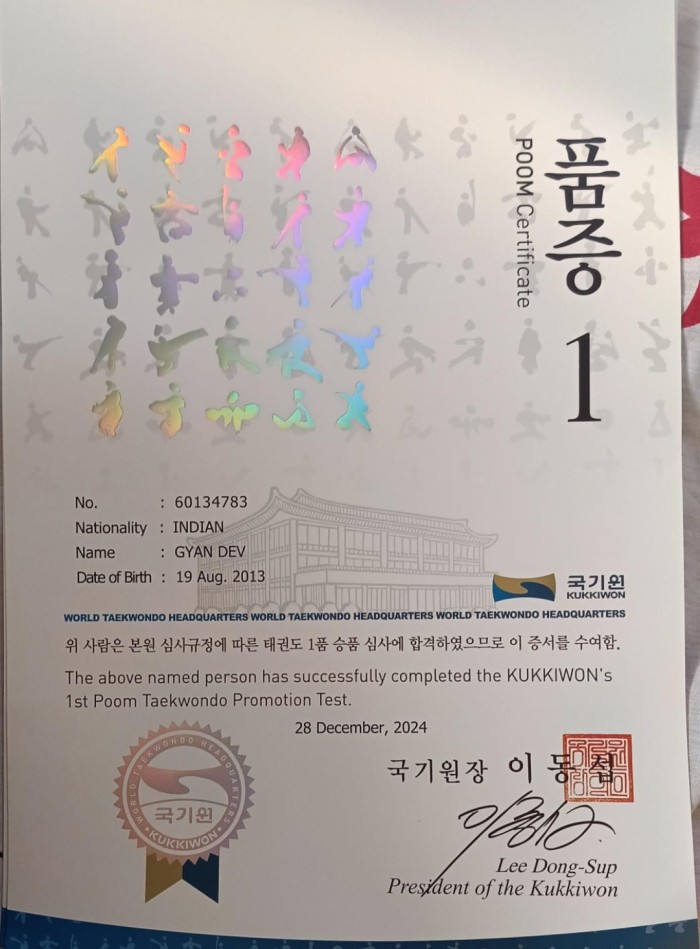 품증
POOM Certificate
1
No. : 60134783
Nationality : INDIAN
Name : GYAN DEV
Date of Birth : 19 Aug. 2013
국기원
KUKKIWON
WORLD TAEKWONDO HEADQUARTERS WORLD TAEKWONDO HEADQUARTERS WORLD TAEKWONDO HEADQUARTERS
위 사람은 본원 심사규정에 따른 태권도 1품 승품 심사에 합격하였으므로 이 증서를 수여함.
The above named person has successfully completed the KUKKIWON's
1st Poom Taekwondo Promotion Test.
28 December, 2024
국기원장 이동섭
WORLD TAEKWONDO HEADQUARTERS
국기원
KUKKIWON
Lee Dong-Sup
President of the Kukkiwon